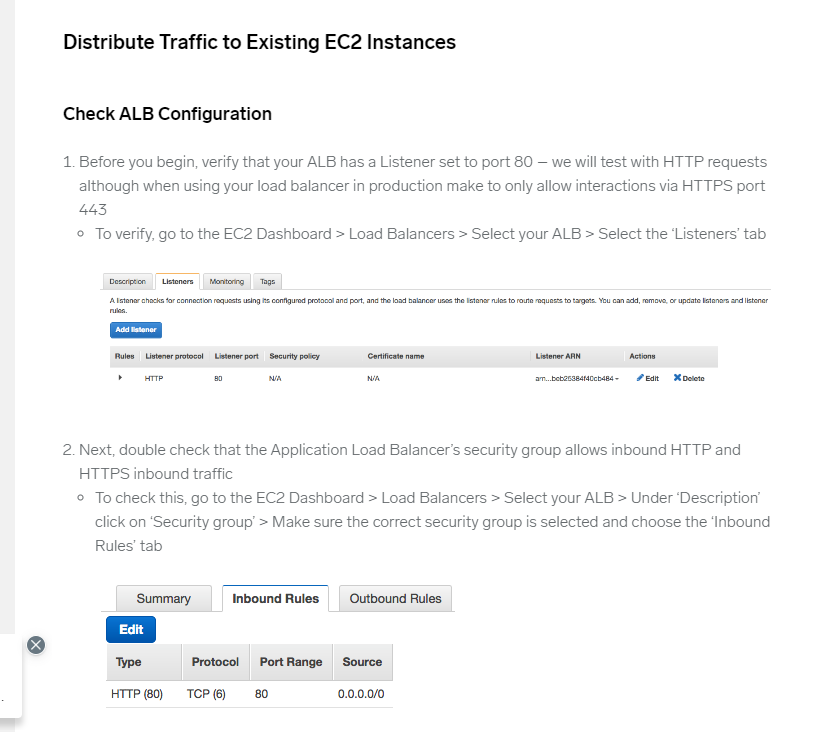 Distribute Traffic to Existing EC2 Instances
Check ALB Configuration
1. Before you begin, verify that your ALB has a Listener set to port 80 – we will test with HTTP requests
although when using your load balancer in production make to only allow interactions via HTTPS port
443
To verify, go to the EC2 Dashboard > Load Balancers > Select your ALB > Select the ‘Listeners’ tab
Description Listeners Monitoring Tags
A listener checks for connection requests using its configured protocol and port, and the load balancer uses the listener rules to route requests to targets. You can add, remove, or update listeners and listener
rules.
Add listener
Rules Listener protocol Listener port Security policy Certificate name Listener ARN Actions
HTTP 80 N/A N/A arn...beb25384f40cb484 Edit Delete
2. Next, double check that the Application Load Balancer’s security group allows inbound HTTP and
HTTPS inbound traffic
To check this, go to the EC2 Dashboard > Load Balancers > Select your ALB > Under ‘Description’
click on ‘Security group’ > Make sure the correct security group is selected and choose the ‘Inbound
Rules’ tab
Summary Inbound Rules Outbound Rules
Edit
Type Protocol Port Range Source
HTTP (80) TCP (6) 80 0.0.0.0/0